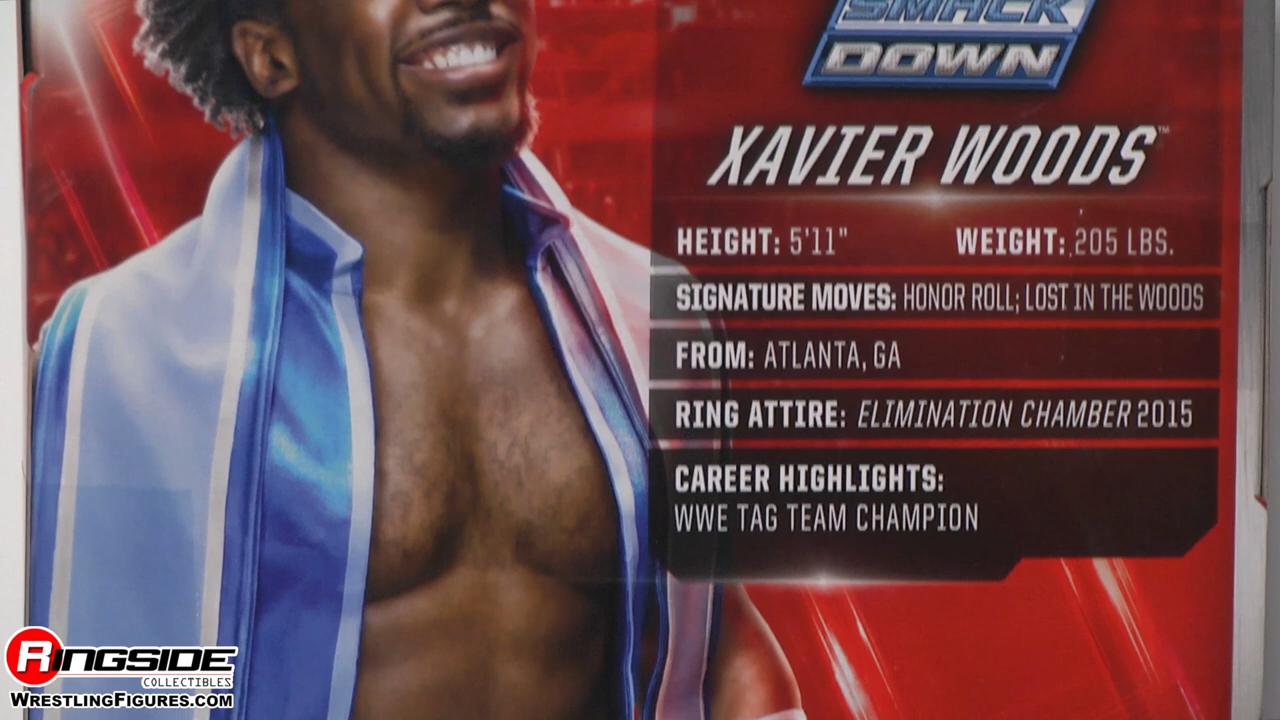 SMACK
DOWN
XAVIER WOODS™
HEIGHT: 5'11" WEIGHT: 205 LBS.
SIGNATURE MOVES: HONOR ROLL; LOST IN THE WOODS
FROM: ATLANTA, GA
RING ATTIRE: ELIMINATION CHAMBER 2015
CAREER HIGHLIGHTS:
WWE TAG TEAM CHAMPION
RINGSIDE
COLLECTIBLES
WRESTLINGFIGURES.COM